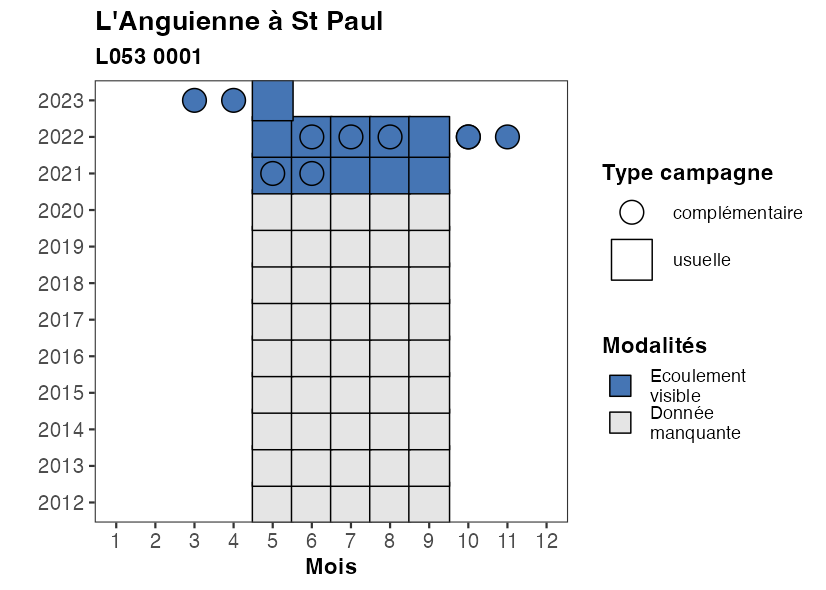 L'Anguienne à St Paul
L053 0001
2023
2022
2021
2020
2019
2018
2017
2016
2015
2014
2013
2012
1 2 3 4 5 6 7 8 9 10 11 12
Mois
Type campagne
complémentaire
usuelle
Modalités
Ecoulement
visible
Donnée
manquante